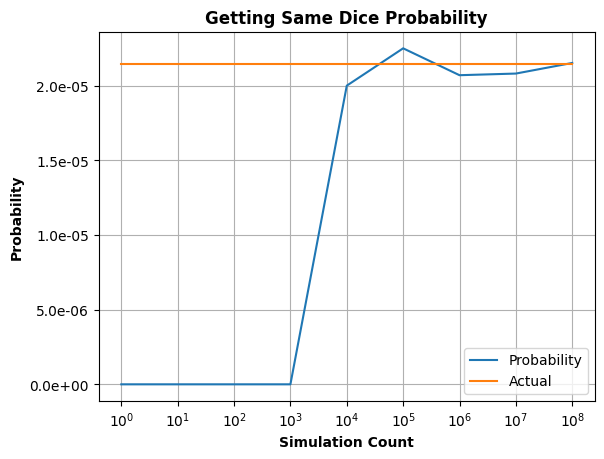 Getting Same Dice Probability
Probability
2.0e-05
1.5e-05
1.0e-05
5.0e-06
0.0e+00
10⁰ 10¹ 10² 10³ 10⁴ 10⁵ 10⁶ 10⁷ 10⁸
Simulation Count
Probability
Actual